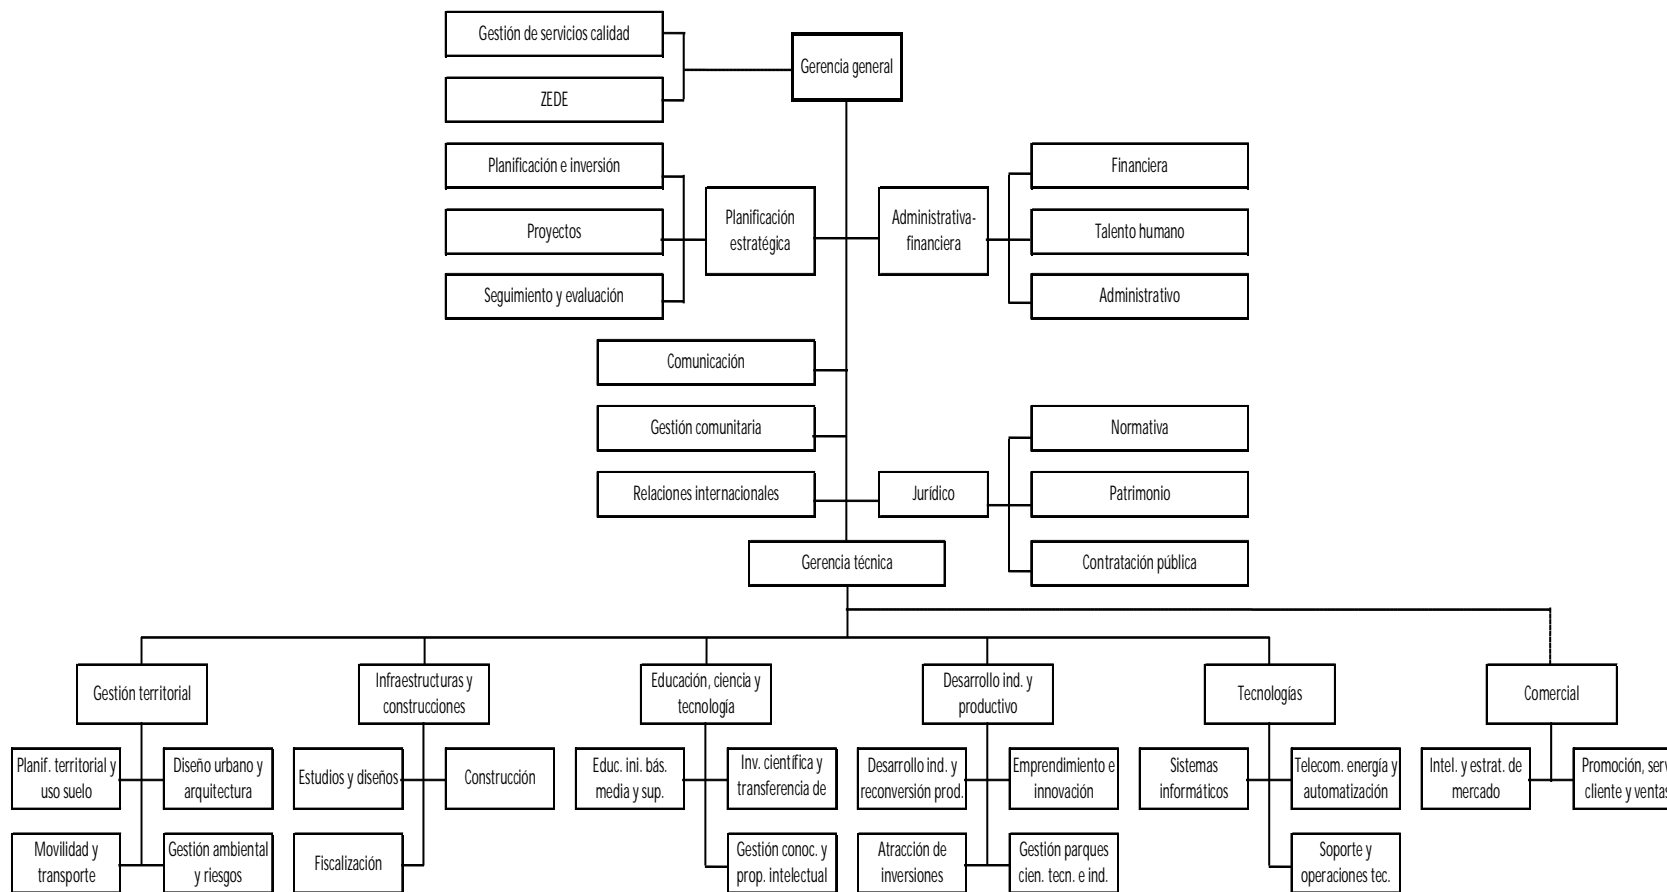 Gestión de servicios calidad
Gerencia general
ZEDE
Planificación e inversión
Financiera
Planificación
estratégica
Administrativa-
financiera
Proyectos
Talento humano
Seguimiento y evaluación
Administrativo
Comunicación
Gestión comunitaria
Normativa
Relaciones internacionales
Jurídico
Patrimonio
Gerencia técnica
Contratación pública
Gestión territorial
Infraestructuras y
construcciones
Educación, ciencia y
tecnología
Desarrollo ind. y
productivo
Tecnologías
Comercial
Planif. territorial y
uso suelo
Diseño urbano y
arquitectura
Estudios y diseños
Construcción
Educ. ini. bás.
media y sup.
Inv. científica y
transferencia de
Desarrollo ind. y
reconversión prod.
Emprendimiento e
innovación
Sistemas
informáticos
Telecom. energía y
automatización
Intel. y estrat. de
mercado
Promoción, serv
cliente y ventas
Movilidad y
transporte
Gestión ambiental
y riesgos
Fiscalización
Gestión conoc. y
prop. intelectual
Atracción de
inversiones
Gestión parques
cien. tecn. e ind.
Soporte y
operaciones tec.